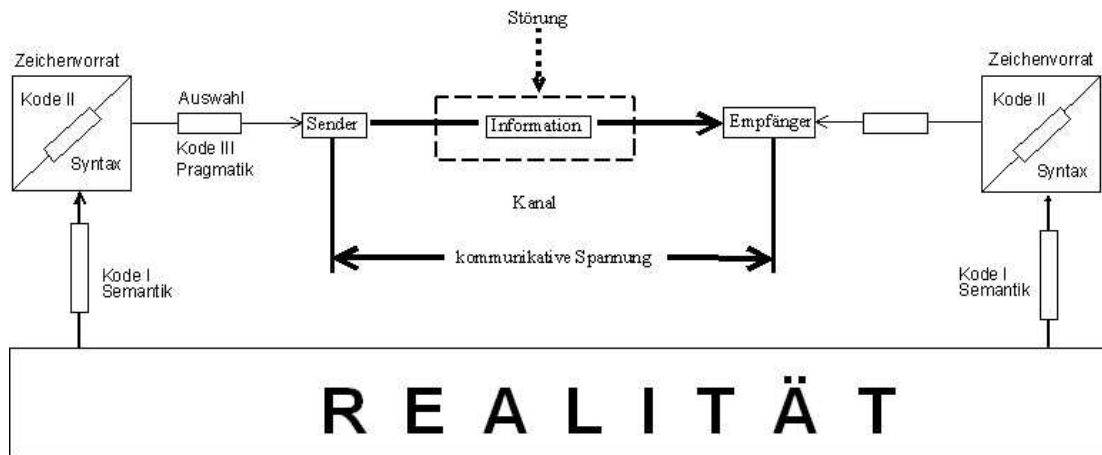 Störung
Zeichenvorrat
Zeichenvorrat
Kode II
Auswahl
Kode II
Sender
Information
Empfänger
Kode III
Syntax
Pragmatik
Syntax
Kanal
kommunikative Spannung
Kode I
Semantik
Kode I
Semantik
REALITÄT